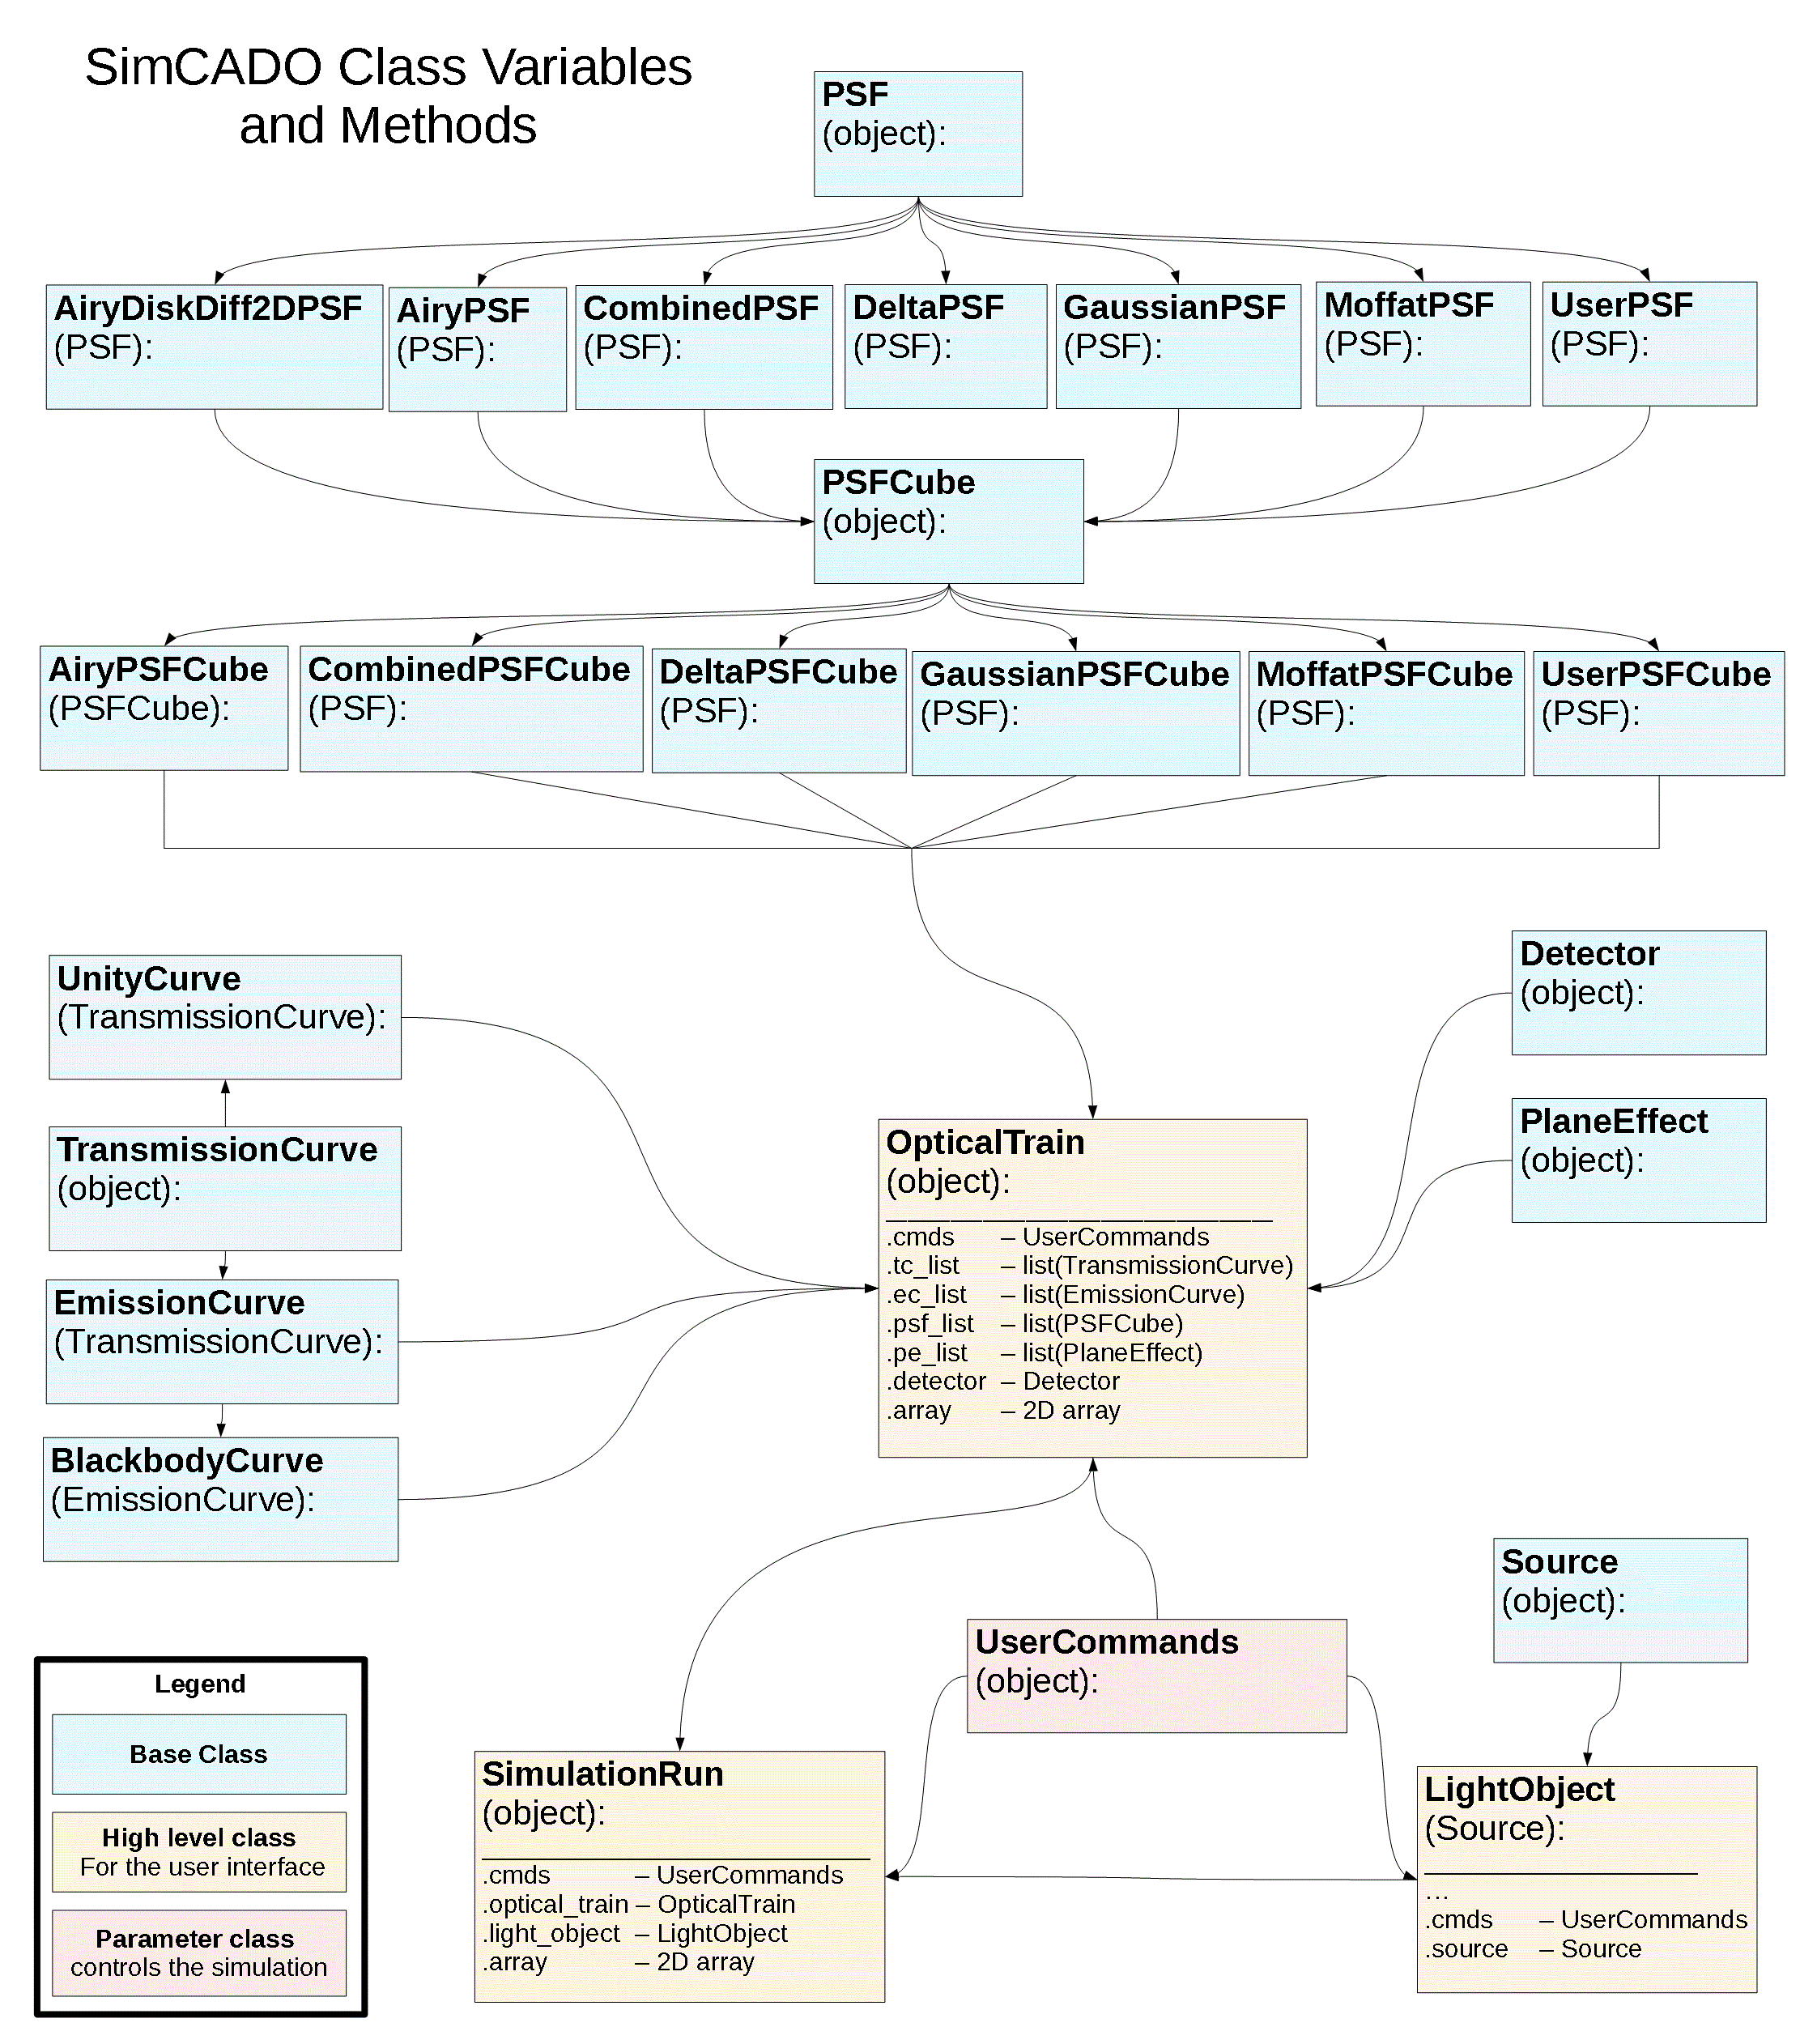 SimCADO Class Variables
and Methods
PSF
(object):
AiryDiskDiff2DPSF
(PSF):
AiryPSF
(PSF):
CombinedPSF
(PSF):
DeltaPSF
(PSF):
GaussianPSF
(PSF):
MoffatPSF
(PSF):
UserPSF
(PSF):
PSFCube
(object):
AiryPSFCube
(PSFCube):
CombinedPSFCube
(PSF):
DeltaPSFCube
(PSF):
GaussianPSFCube
(PSF):
MoffatPSFCube
(PSF):
UserPSFCube
(PSF):
UnityCurve
(TransmissionCurve):
TransmissionCurve
(object):
EmissionCurve
(TransmissionCurve):
BlackbodyCurve
(EmissionCurve):
Detector
(object):
PlaneEffect
(object):
OpticalTrain
(object):
.cmds – UserCommands
.tc_list – list(TransmissionCurve)
.ec_list – list(EmissionCurve)
.psf_list – list(PSFCube)
.pe_list – list(PlaneEffect)
.detector – Detector
.array – 2D array
UserCommands
(object):
Source
(object):
SimulationRun
(object):
.cmds – UserCommands
.optical_train – OpticalTrain
.light_object – LightObject
.array – 2D array
LightObject
(Source):
...
.cmds – UserCommands
.source – Source
Legend
Base Class
High level class
For the user interface
Parameter class
controls the simulation